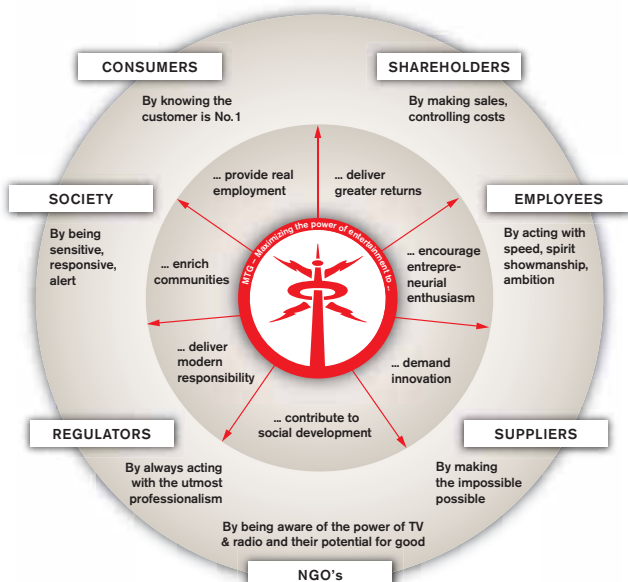 CONSUMERS
By knowing the
customer is No.1
SHAREHOLDERS
By making sales,
controlling costs
... provide real
employment
... deliver
greater returns
SOCIETY
By being
sensitive,
responsive,
alert
EMPLOYEES
By acting with
speed, spirit
showmanship,
ambition
MTG – Maximizing the power of entertainment to ...
... enrich
communities
... encourage
entrepre-
neurial
enthusiasm
... deliver
modern
responsibility
... demand
innovation
... contribute to
social development
REGULATORS
By always acting
with the utmost
professionalism
SUPPLIERS
By making
the impossible
possible
By being aware of the power of TV
& radio and their potential for good
NGO's